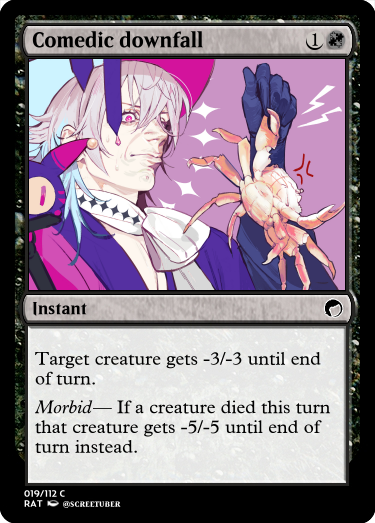 Comedic downfall 1
Instant
Target creature gets -3/-3 until end
of turn.
Morbid— If a creature died this turn
that creature gets -5/-5 until end of
turn instead.
019/112 C
RAT @SCREETUBER